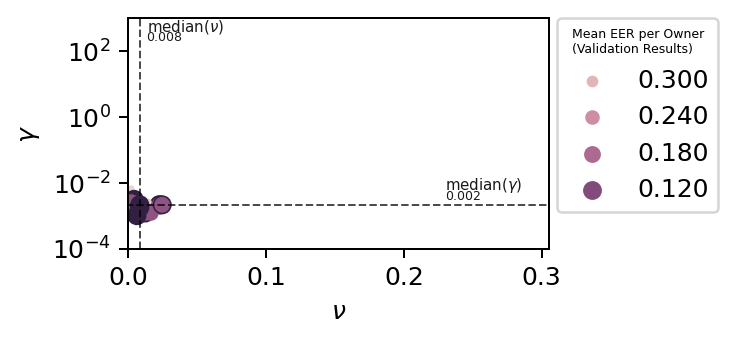 median(ν)
0.008
10²
10⁰
10⁻²
10⁻⁴
γ
median(γ)
0.002
0.0 0.1 0.2 0.3
ν
Mean EER per Owner
(Validation Results)
0.300
0.240
0.180
0.120